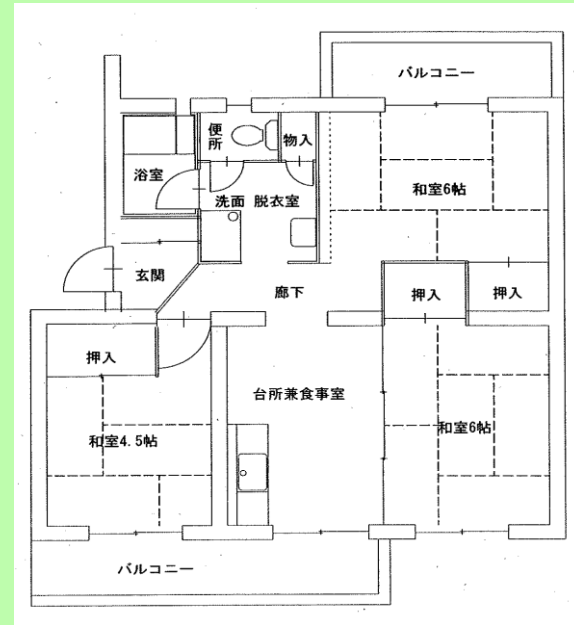 バルコニー
便
所
物入
浴室
和室6帖
洗面 脱衣室
玄関
廊下
押入
押入
押入
台所兼食事室
和室4.5帖
和室6帖
バルコニー